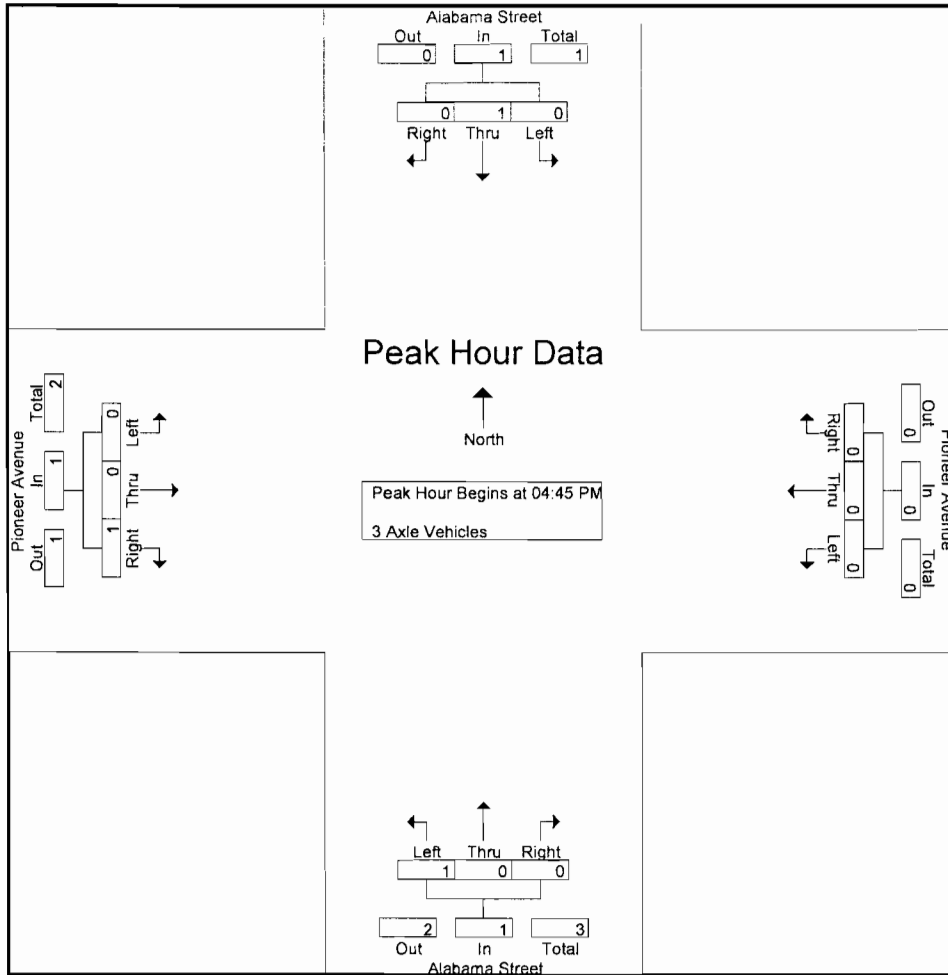 Alabama Street
Out In Total
0 1 1
0 1 0
Right Thru Left
Peak Hour Data
North
Peak Hour Begins at 04:45 PM
3 Axle Vehicles
Pioneer Avenue
Out In Total
1 1 2
0 0 1
Left Thru Right
Pioneer Avenue
Out In Total
0 0 0
0 0 0
Right Thru Left
Left Thru Right
1 0 0
2 1 3
Out In Total
Alabama Street